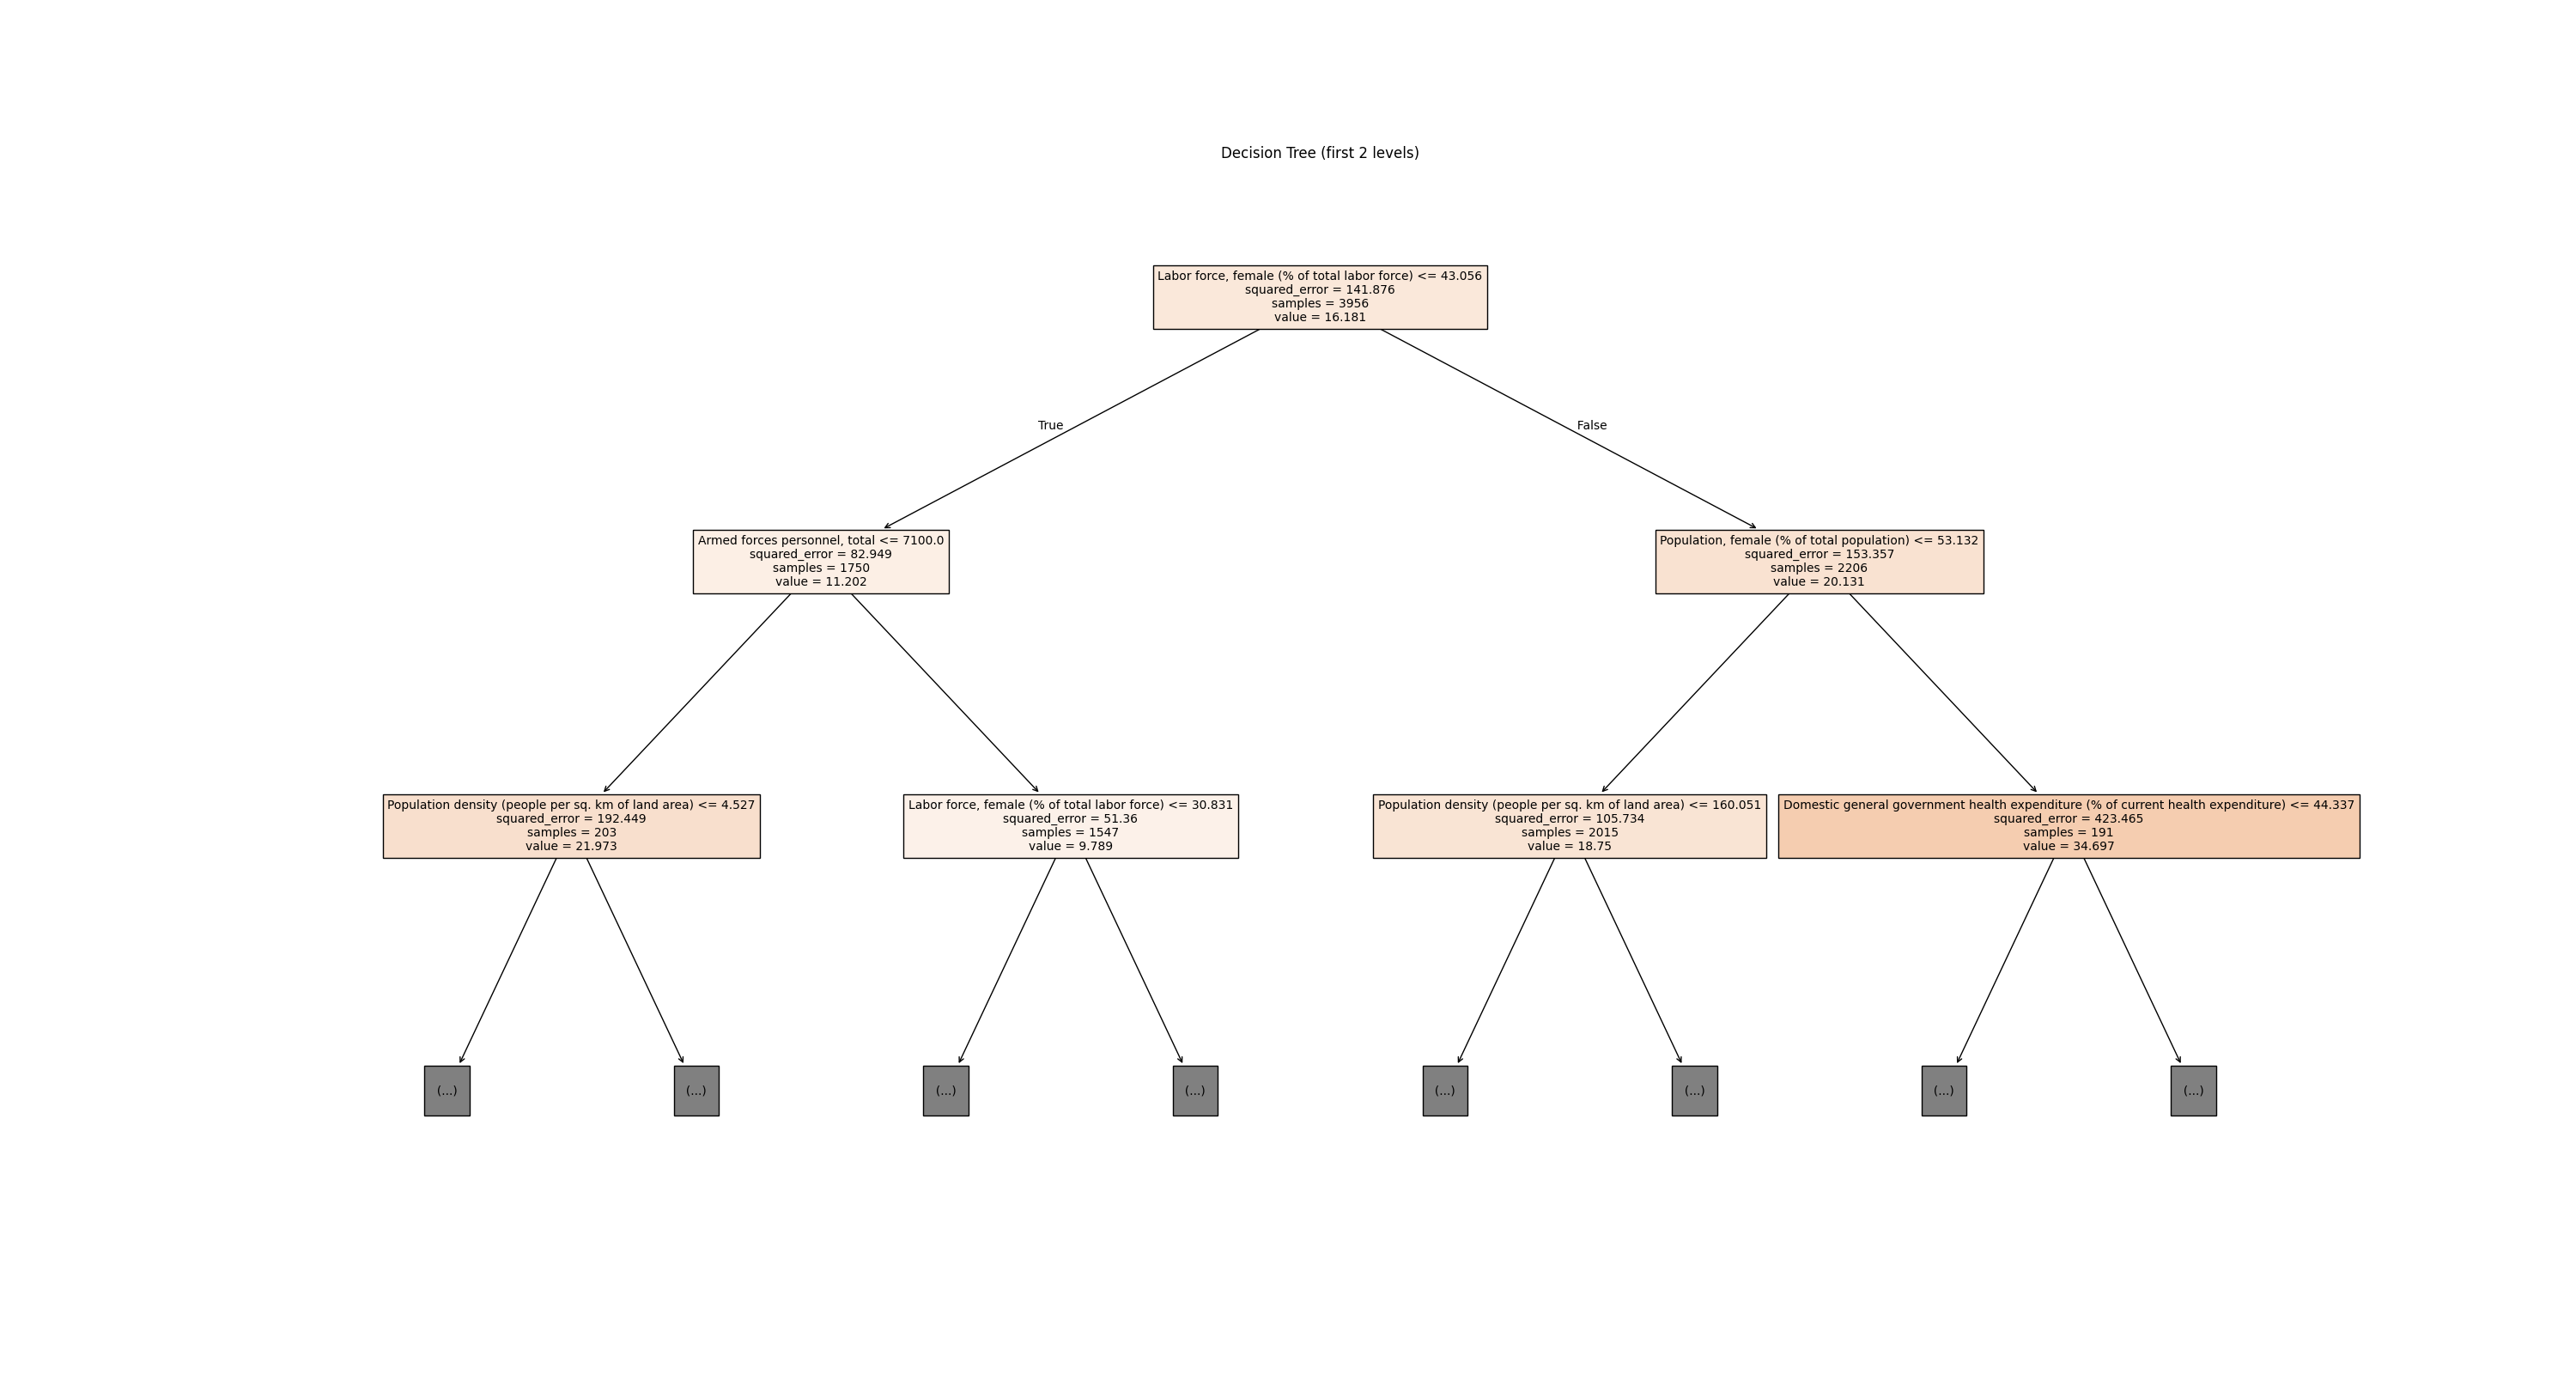 Decision Tree (first 2 levels)
Labor force, female (% of total labor force) <= 43.056
squared_error = 141.876
samples = 3956
value = 16.181
True
False
Armed forces personnel, total <= 7100.0
squared_error = 82.949
samples = 1750
value = 11.202
Population, female (% of total population) <= 53.132
squared_error = 153.357
samples = 2206
value = 20.131
Population density (people per sq. km of land area) <= 4.527
squared_error = 192.449
samples = 203
value = 21.973
Labor force, female (% of total labor force) <= 30.831
squared_error = 51.36
samples = 1547
value = 9.789
Population density (people per sq. km of land area) <= 160.051
squared_error = 105.734
samples = 2015
value = 18.75
Domestic general government health expenditure (% of current health expenditure) <= 44.337
squared_error = 423.465
samples = 191
value = 34.697
(...)
(...)
(...)
(...)
(...)
(...)
(...)
(...)